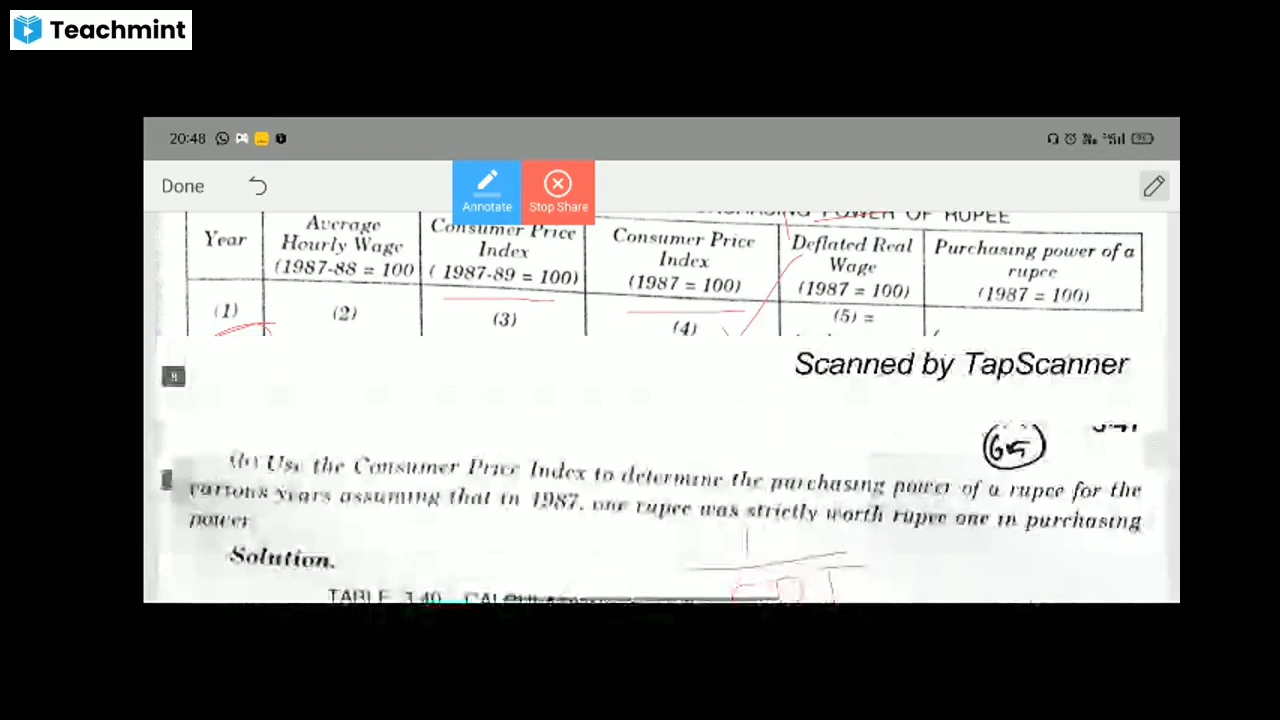 Teachmint
20:48
Done
Annotate
Stop Share
POWER OF RUPEE
Year
Average
Hourly Wage
(1987-88 = 100
Consumer Price
Index
( 1987-89 = 100)
Consumer Price
Index
(1987 = 100)
Deflated Real
Wage
(1987 = 100)
Purchasing power of a
rupee
(1987 = 100)
(1)
(2)
(3)
(4)
(5) =
Scanned by TapScanner
8
65
(b) Use the Consumer Price Index to determine the purchasing power of a rupee for the
various years assuming that in 1987, one rupee was strictly worth rupee one in purchasing
power
Solution.
TABLE 3.40